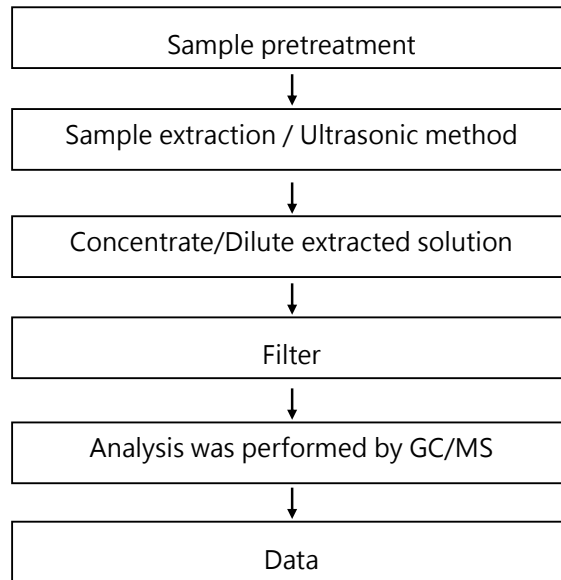 Sample pretreatment
Sample extraction / Ultrasonic method
Concentrate/Dilute extracted solution
Filter
Analysis was performed by GC/MS
Data